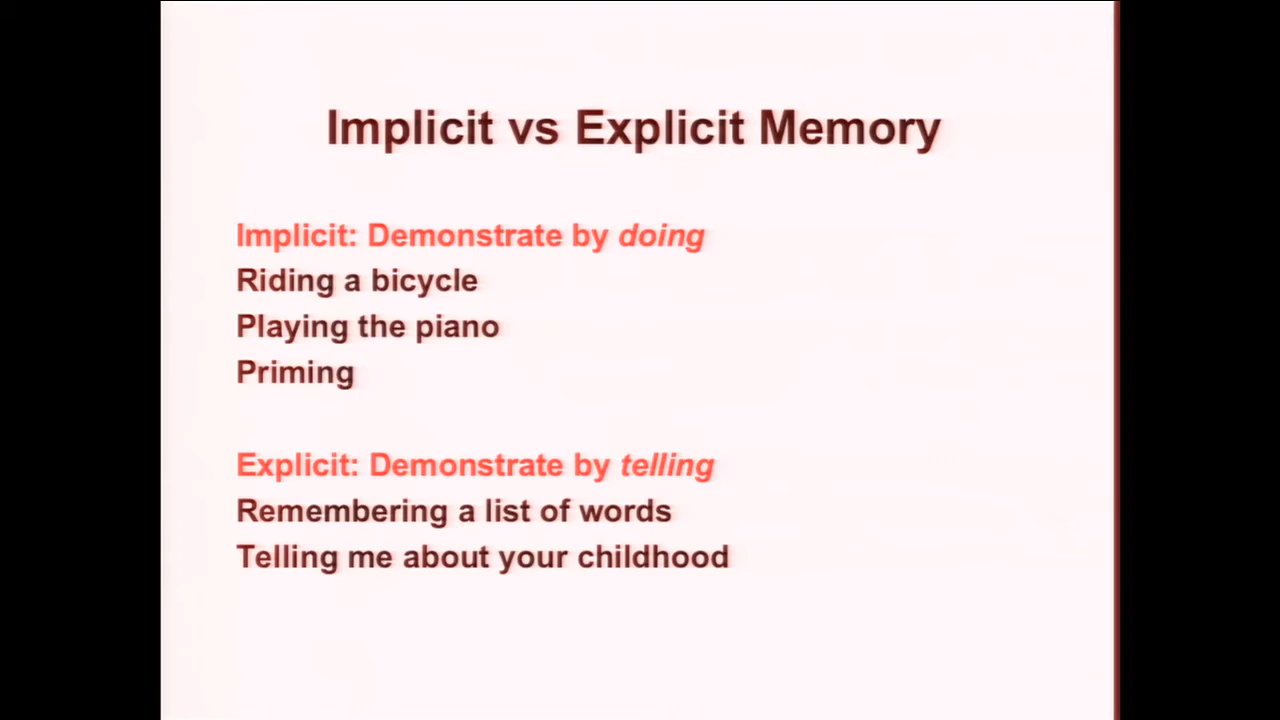 Implicit vs Explicit Memory
Implicit: Demonstrate by doing
Riding a bicycle
Playing the piano
Priming
Explicit: Demonstrate by telling
Remembering a list of words
Telling me about your childhood